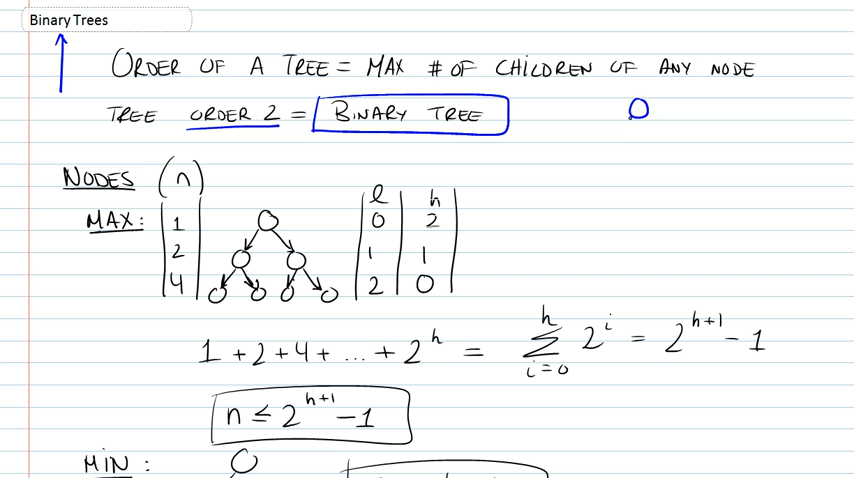 Binary Trees
ORDER OF A TREE = MAX # OF CHILDREN OF ANY NODE
TREE ORDER 2 = BINARY TREE
NODES (n)
l h
MAX: 1 0 2
2 1 1
4 2 0
1 + 2 + 4 + ... + 2^h = ∑_{i=0}^{h} 2^i = 2^{h+1} - 1
n ≤ 2^{h+1} - 1
MIN :